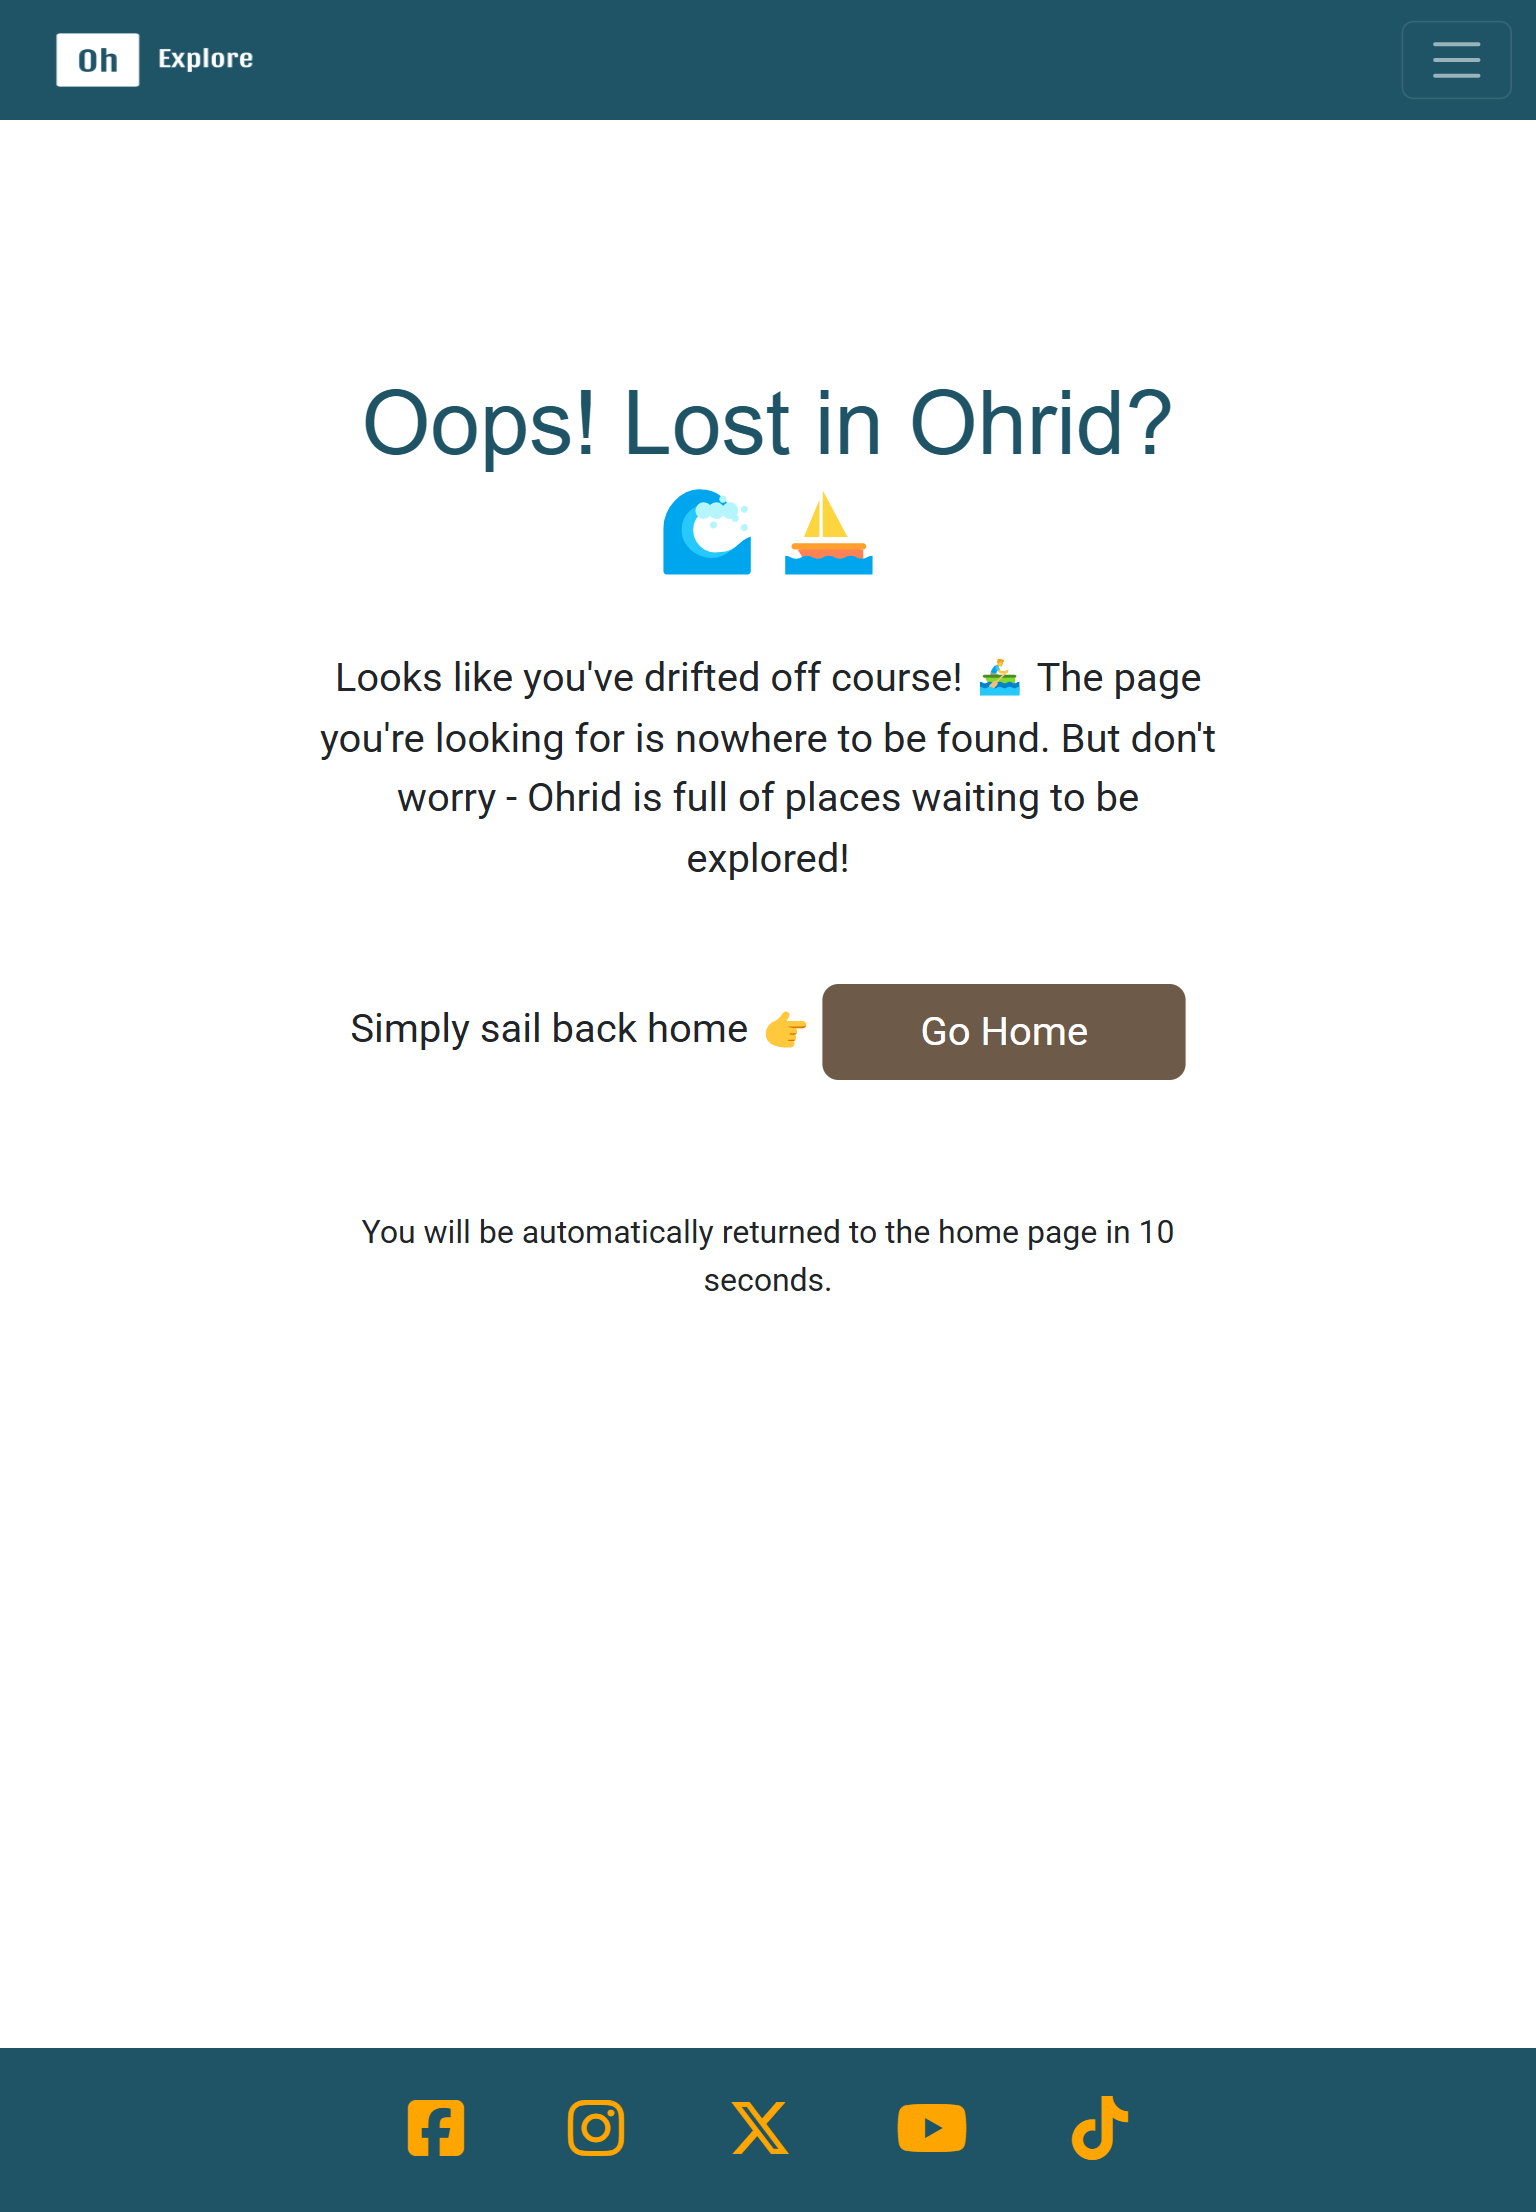 Oh Explore
Oops! Lost in Ohrid?
🌊 ⛵
Looks like you've drifted off course! 🚣 The page
you're looking for is nowhere to be found. But don't
worry - Ohrid is full of places waiting to be
explored!
Simply sail back home 👉 Go Home
You will be automatically returned to the home page in 10
seconds.